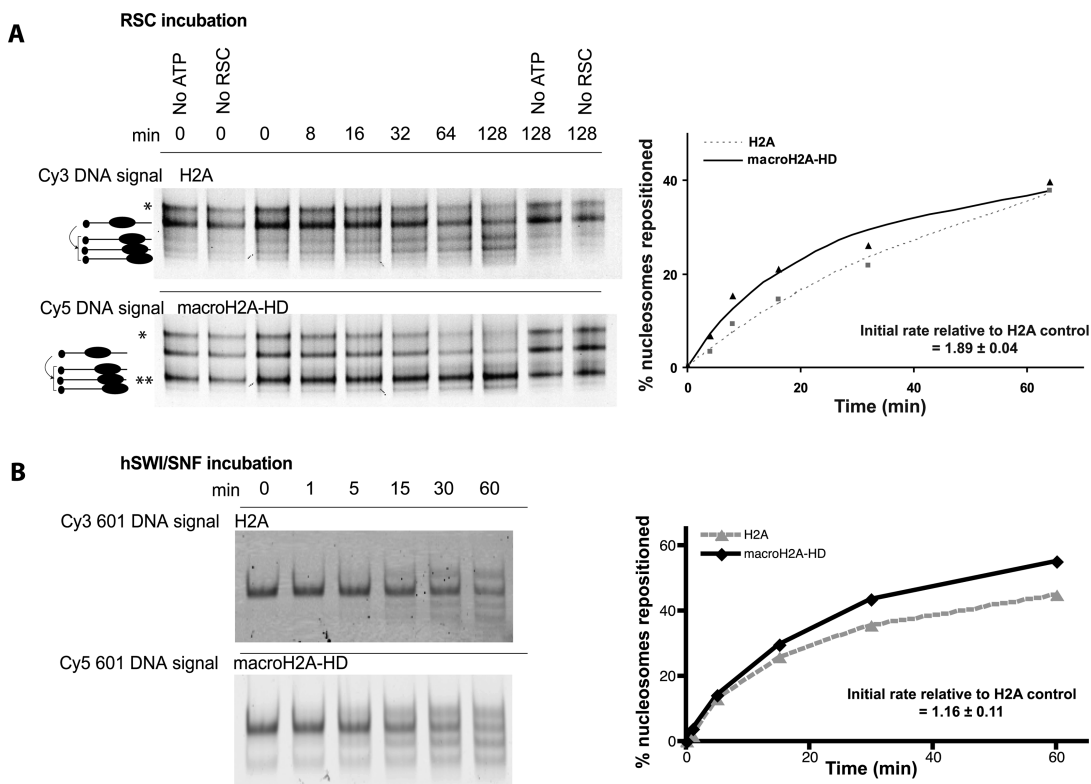 A
RSC incubation
No ATP
No RSC
No ATP
No RSC
min 0 0 0 8 16 32 64 128 128 128
Cy3 DNA signal H2A
*
Cy5 DNA signal macroH2A-HD
*
**
% nucleosomes repositioned
40
20
0
H2A
macroH2A-HD
Initial rate relative to H2A control
= 1.89 ± 0.04
0 20 40 60
Time (min)
B
hSWI/SNF incubation
min 0 1 5 15 30 60
Cy3 601 DNA signal H2A
Cy5 601 DNA signal macroH2A-HD
% nucleosomes repositioned
60
40
20
0
H2A
macroH2A-HD
Initial rate relative to H2A control
= 1.16 ± 0.11
0 20 40 60
Time (min)